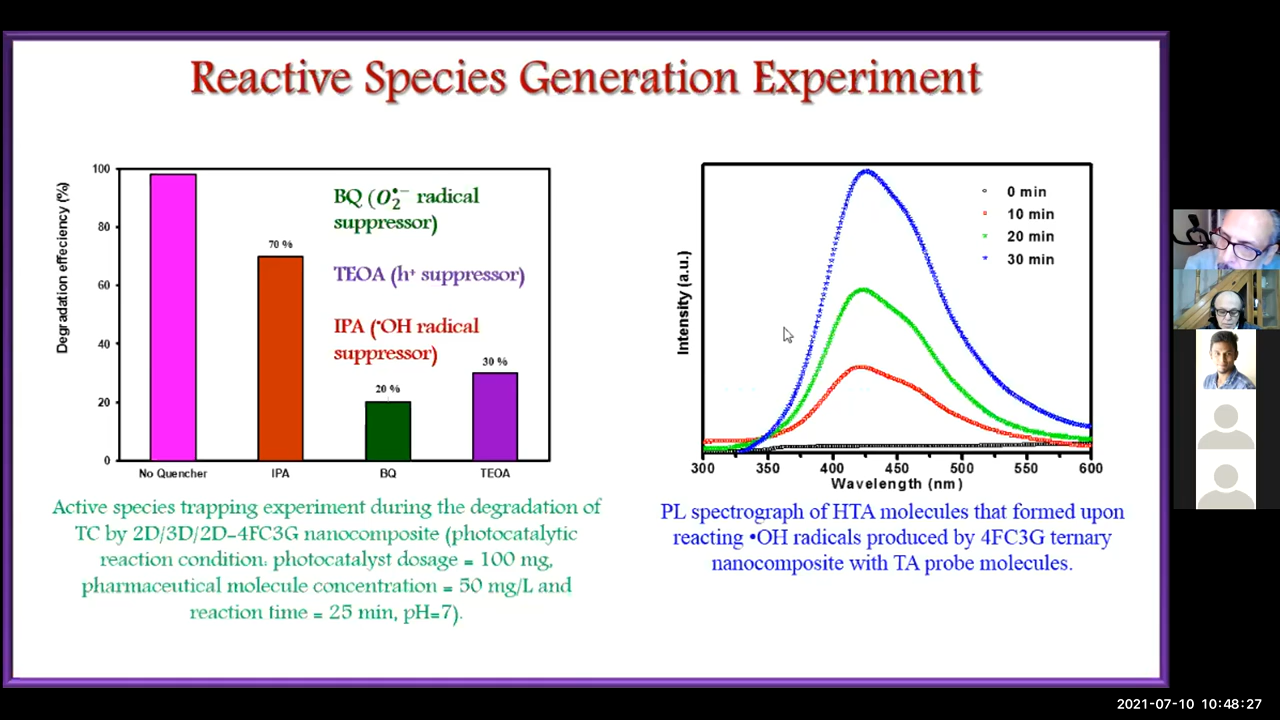 Reactive Species Generation Experiment
Degradation effeciency (%)
100
80
60
40
20
0
70 %
20 %
30 %
No Quencher
IPA
BQ
TEOA
BQ (O₂•− radical
suppressor)
TEOA (h⁺ suppressor)
IPA (•OH radical
suppressor)
Active species trapping experiment during the degradation of
TC by 2D/3D/2D-4FC3G nanocomposite (photocatalytic
reaction condition: photocatalyst dosage = 100 mg,
pharmaceutical molecule concentration = 50 mg/L and
reaction time = 25 min, pH=7).
Intensity (a.u.)
0 min
10 min
20 min
30 min
300
350
400
450
500
550
600
Wavelength (nm)
PL spectrograph of HTA molecules that formed upon
reacting •OH radicals produced by 4FC3G ternary
nanocomposite with TA probe molecules.
2021-07-10 10:48:27